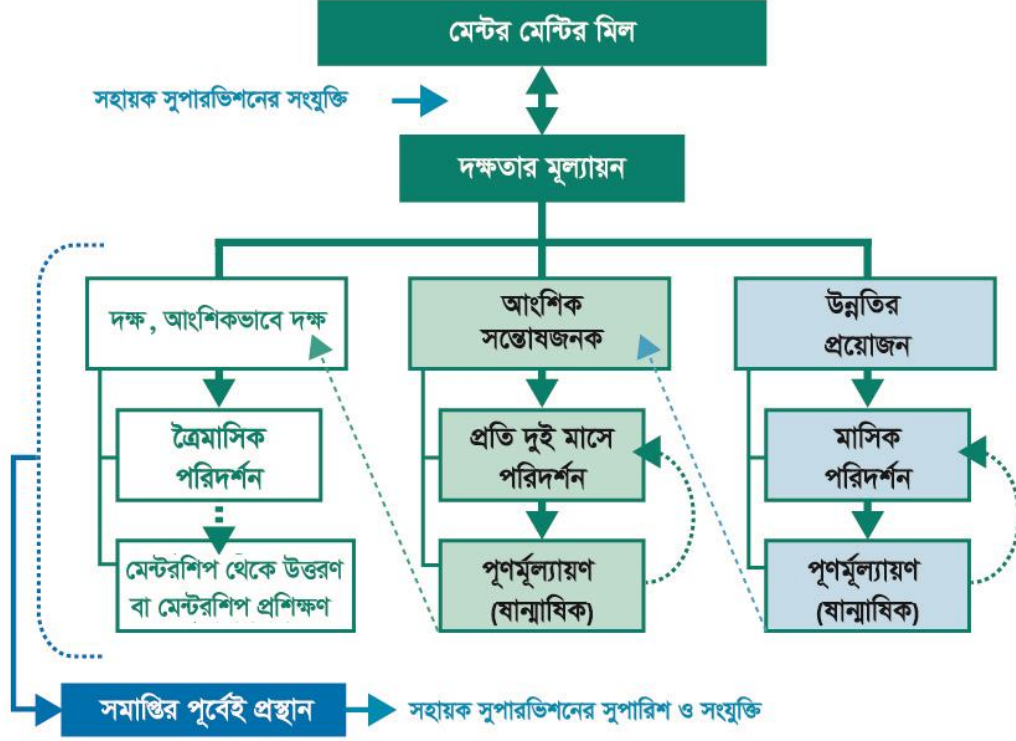 মেন্টর মেন্টির মিল
সহায়ক সুপারভিশনের সংযুক্তি
দক্ষতার মূল্যায়ন
দক্ষ, আংশিকভাবে দক্ষ
ত্রৈমাসিক
পরিদর্শন
মেন্টরশিপ থেকে উত্তরণ
বা মেন্টরশিপ প্রশিক্ষণ
আংশিক
সন্তোষজনক
প্রতি দুই মাসে
পরিদর্শন
পূণর্মূল্যায়ণ
(ষান্মাষিক)
উন্নতির
প্রয়োজন
মাসিক
পরিদর্শন
পূণর্মূল্যায়ণ
(ষান্মাষিক)
সমাপ্তির পূর্বেই প্রস্থান
সহায়ক সুপারভিশনের সুপারিশ ও সংযুক্তি